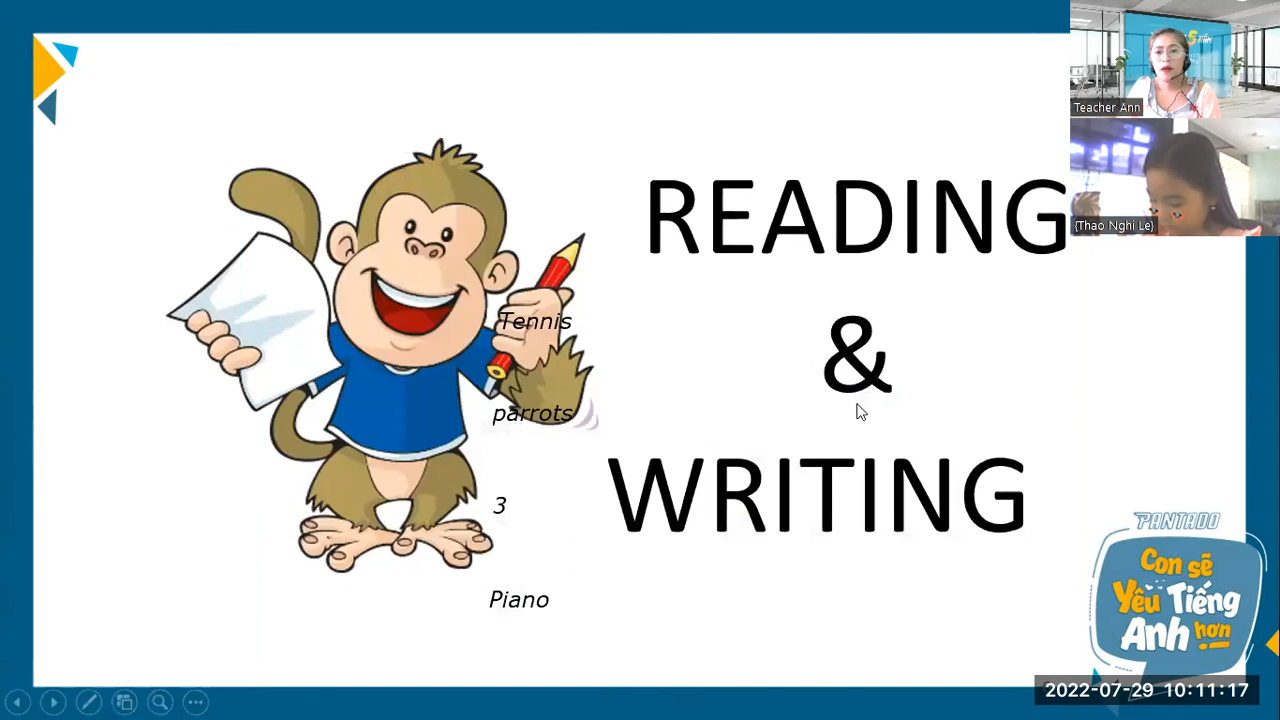 5
Teacher Ann
{Thao Nghi Le}
READING
&
WRITING
Tennis
parrots
3
Piano
PANTADO
Con sẽ
Yêu Tiếng
Anh hơn
2022-07-29 10:11:17